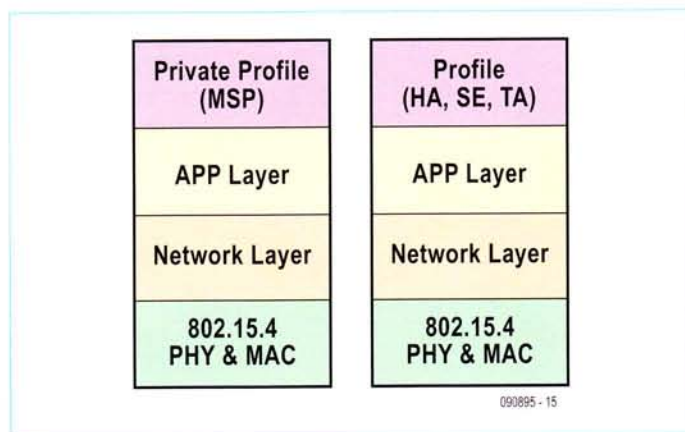 Private Profile
(MSP)
APP Layer
Network Layer
802.15.4
PHY & MAC
Profile
(HA, SE, TA)
APP Layer
Network Layer
802.15.4
PHY & MAC
090895 - 15